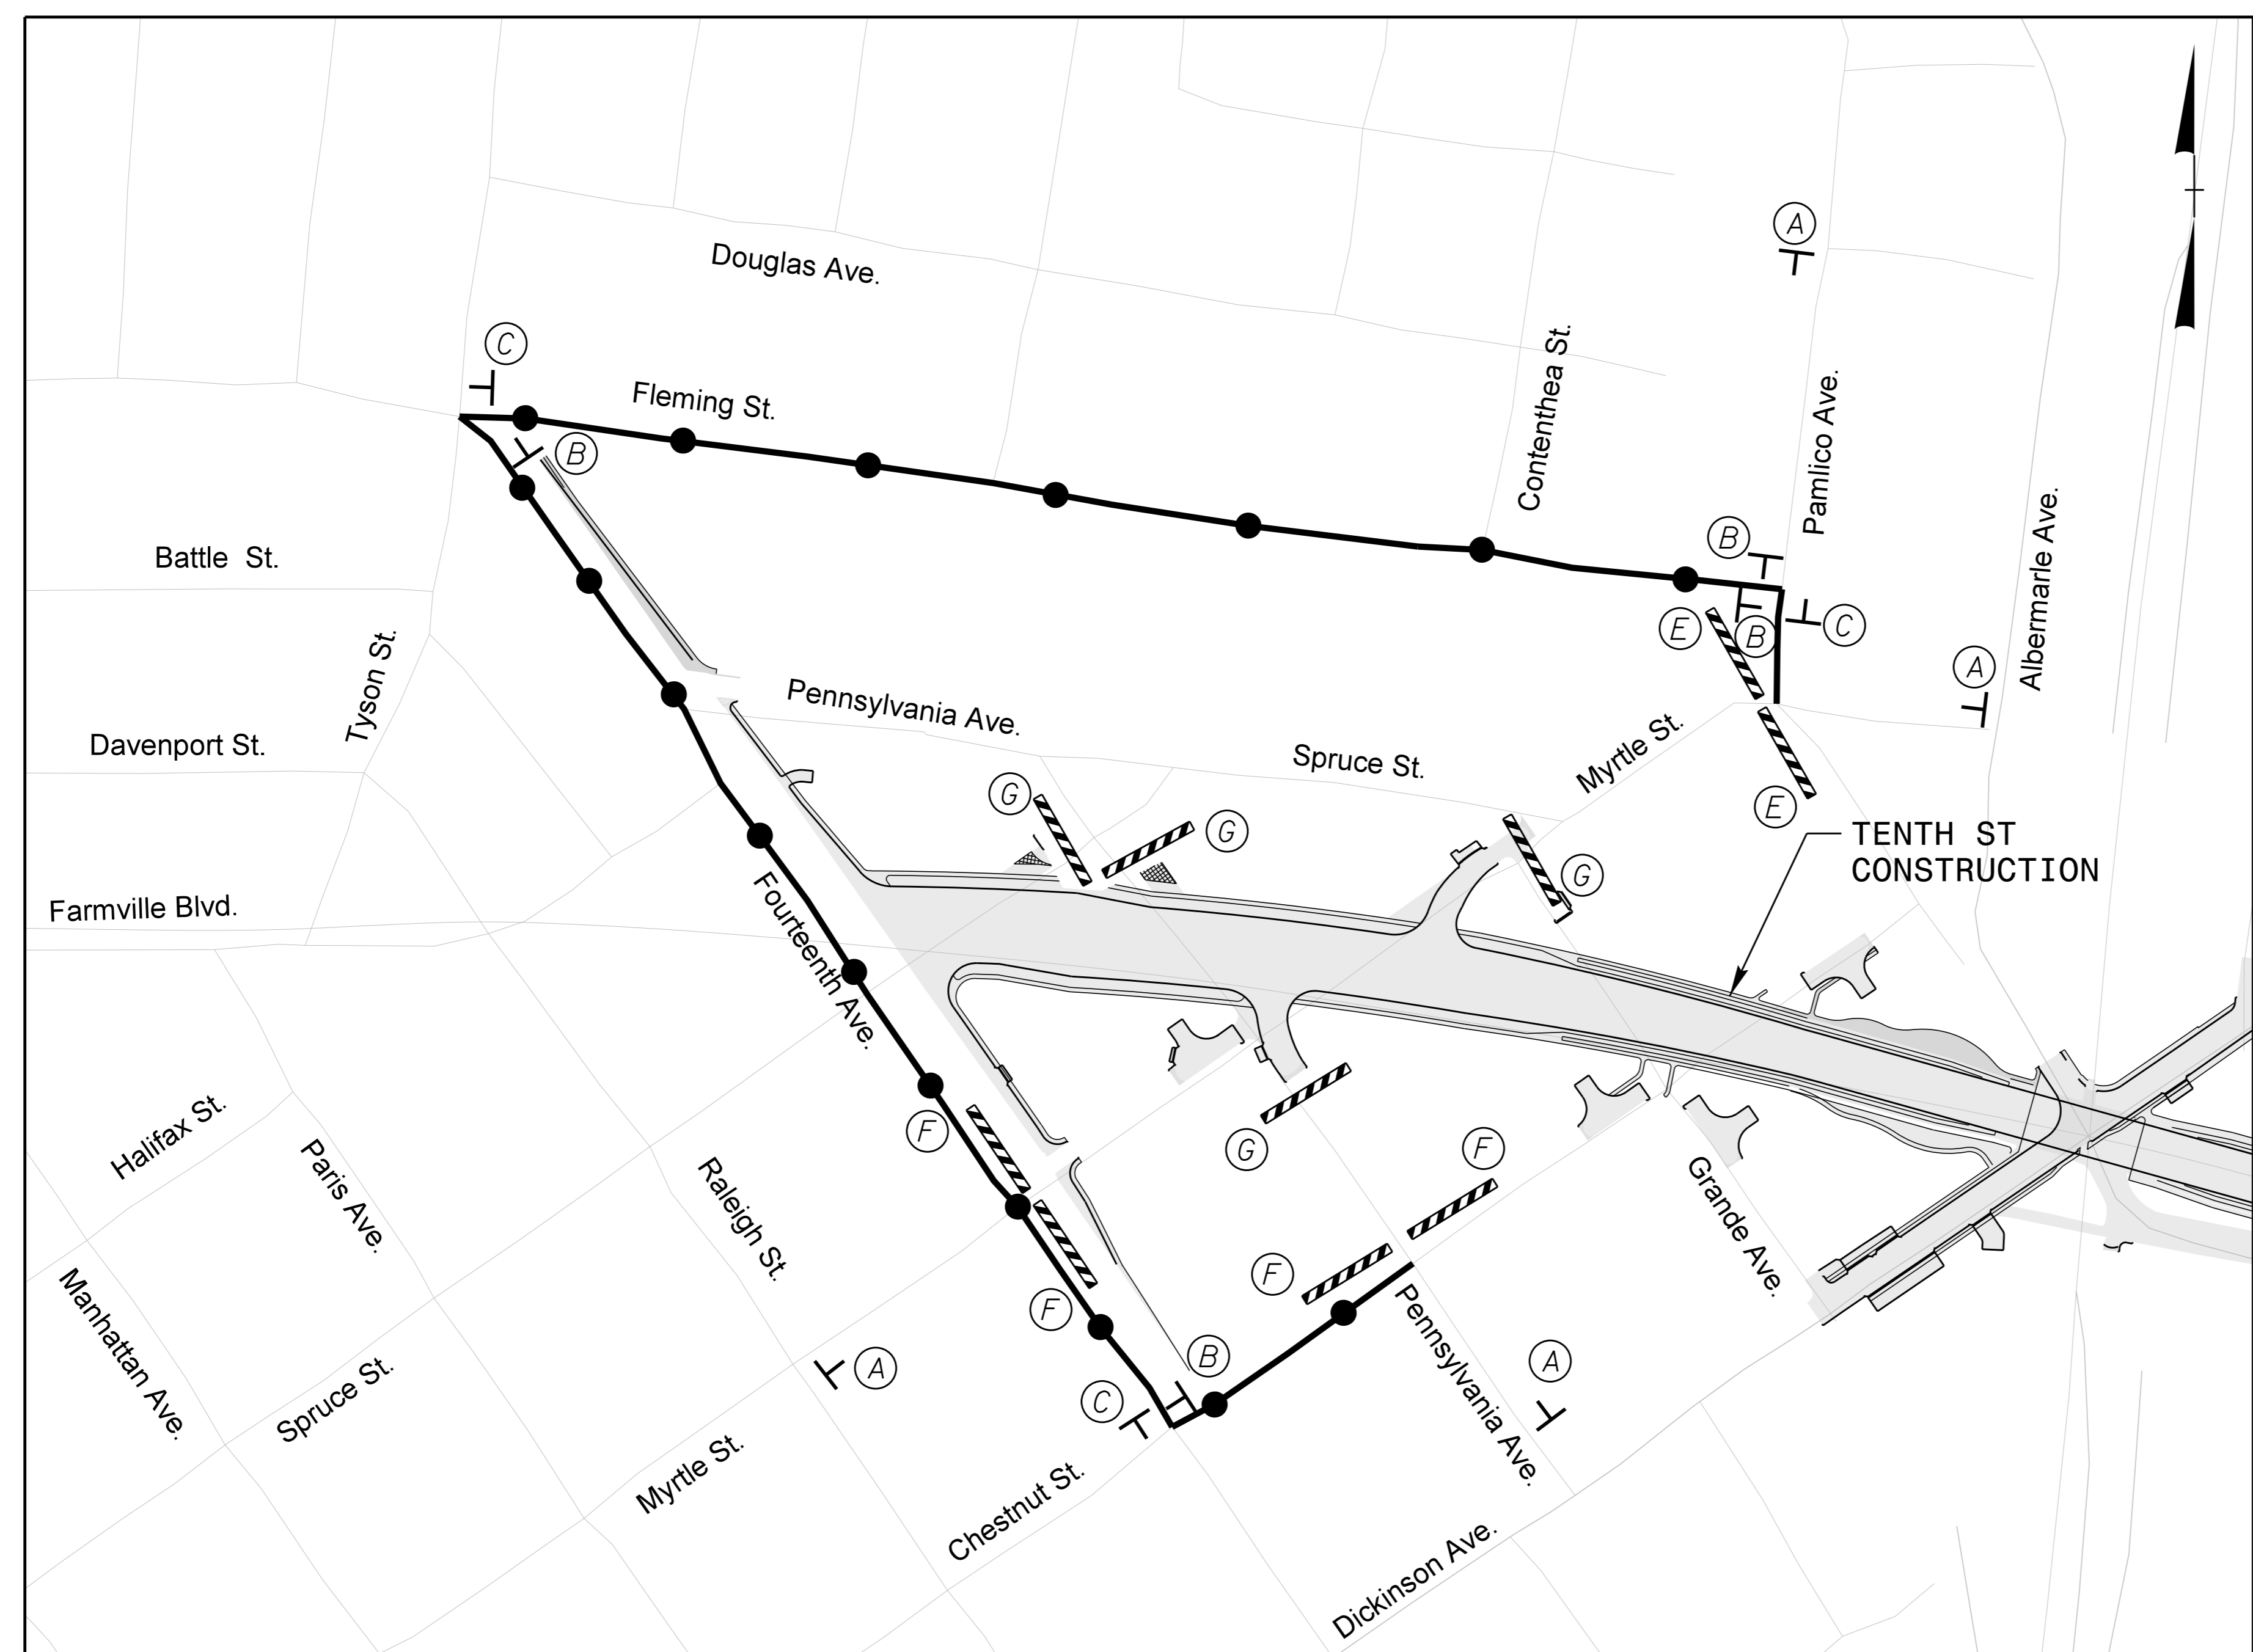 A
Douglas Ave.
C
Fleming St.
Contenthea St.
Pamlico Ave.
B
B
Albermarle Ave.
Battle St.
E
B
C
Tyson St.
A
Pennsylvania Ave.
Davenport St.
Spruce St.
Myrtle St.
G
G
E
TENTH ST
CONSTRUCTION
G
Farmville Blvd.
Fourteenth Ave.
Halifax St.
F
G
F
Paris Ave.
Raleigh St.
Grande Ave.
Manhattan Ave.
F
F
Pennsylvania Ave.
B
A
A
C
Spruce St.
Myrtle St.
Chestnut St.
Dickinson Ave.